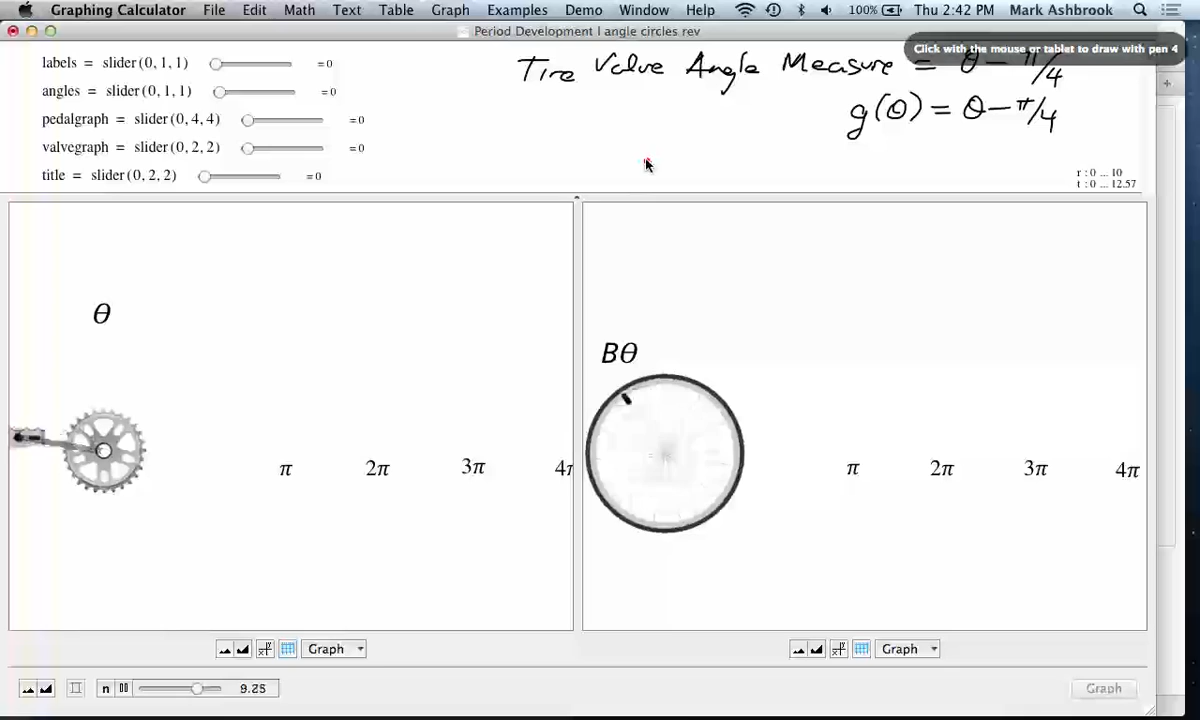 Graphing Calculator File Edit Math Text Table Graph Examples Demo Window Help 100% Thu 2:42 PM Mark Ashbrook
Period Development I angle circles rev
Click with the mouse or tablet to draw with pen 4
labels = slider(0, 1, 1) =0
angles = slider(0, 1, 1) =0
pedalgraph = slider(0, 4, 4) =0
valvegraph = slider(0, 2, 2) =0
title = slider(0, 2, 2) =0
Tire Valve Angle Measure = θ-π/4
g(θ) = θ-π/4
r : 0 ... 10
t : 0 ... 12.57
θ
π 2π 3π
Bθ
π 2π 3π 4π
Graph
Graph
n 9.25
Graph